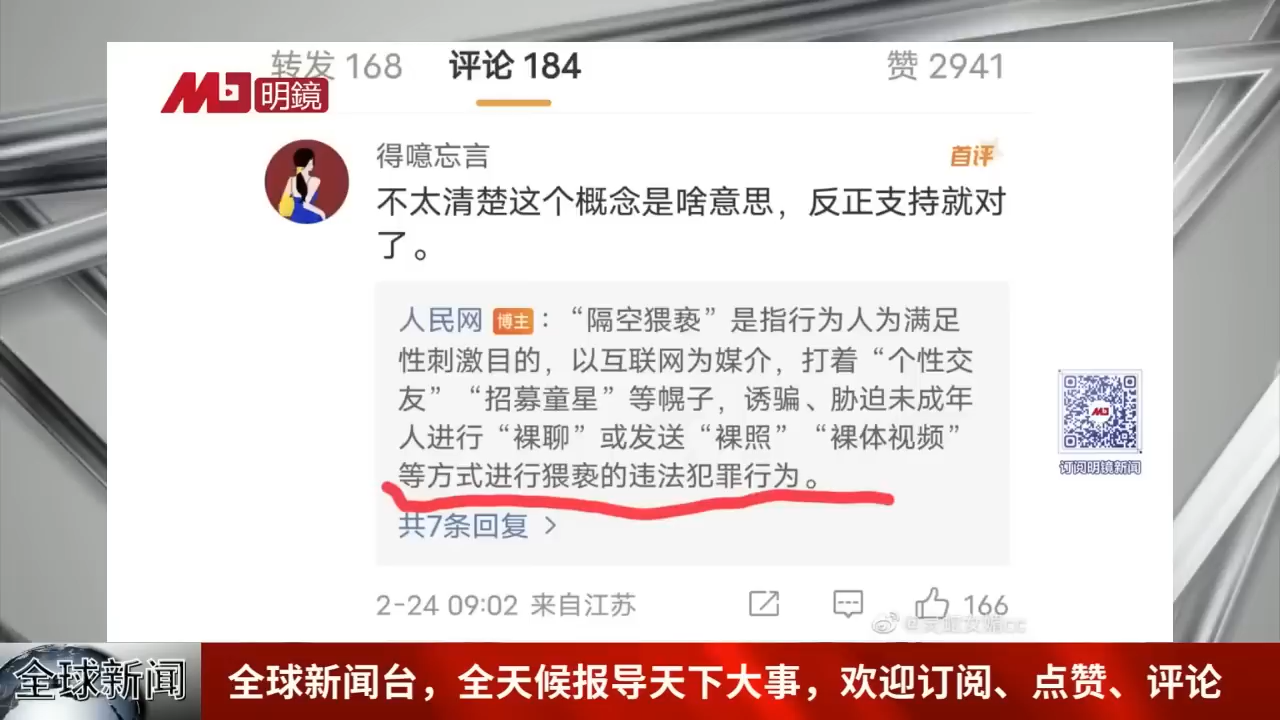 转发 168 评论 184 赞 2941
明鏡
得噫忘言 首评
不太清楚这个概念是啥意思，反正支持就对
了。
人民网 博主：“隔空猥亵”是指行为人为满足
性刺激目的，以互联网为媒介，打着“个性交
友”“招募童星”等幌子，诱骗、胁迫未成年
人进行“裸聊”或发送“裸照”“裸体视频”
等方式进行猥亵的违法犯罪行为。
共7条回复 >
2-24 09:02 来自江苏 166
订阅明镜新闻
全球新闻
全球新闻台，全天候报导天下大事，欢迎订阅、点赞、评论